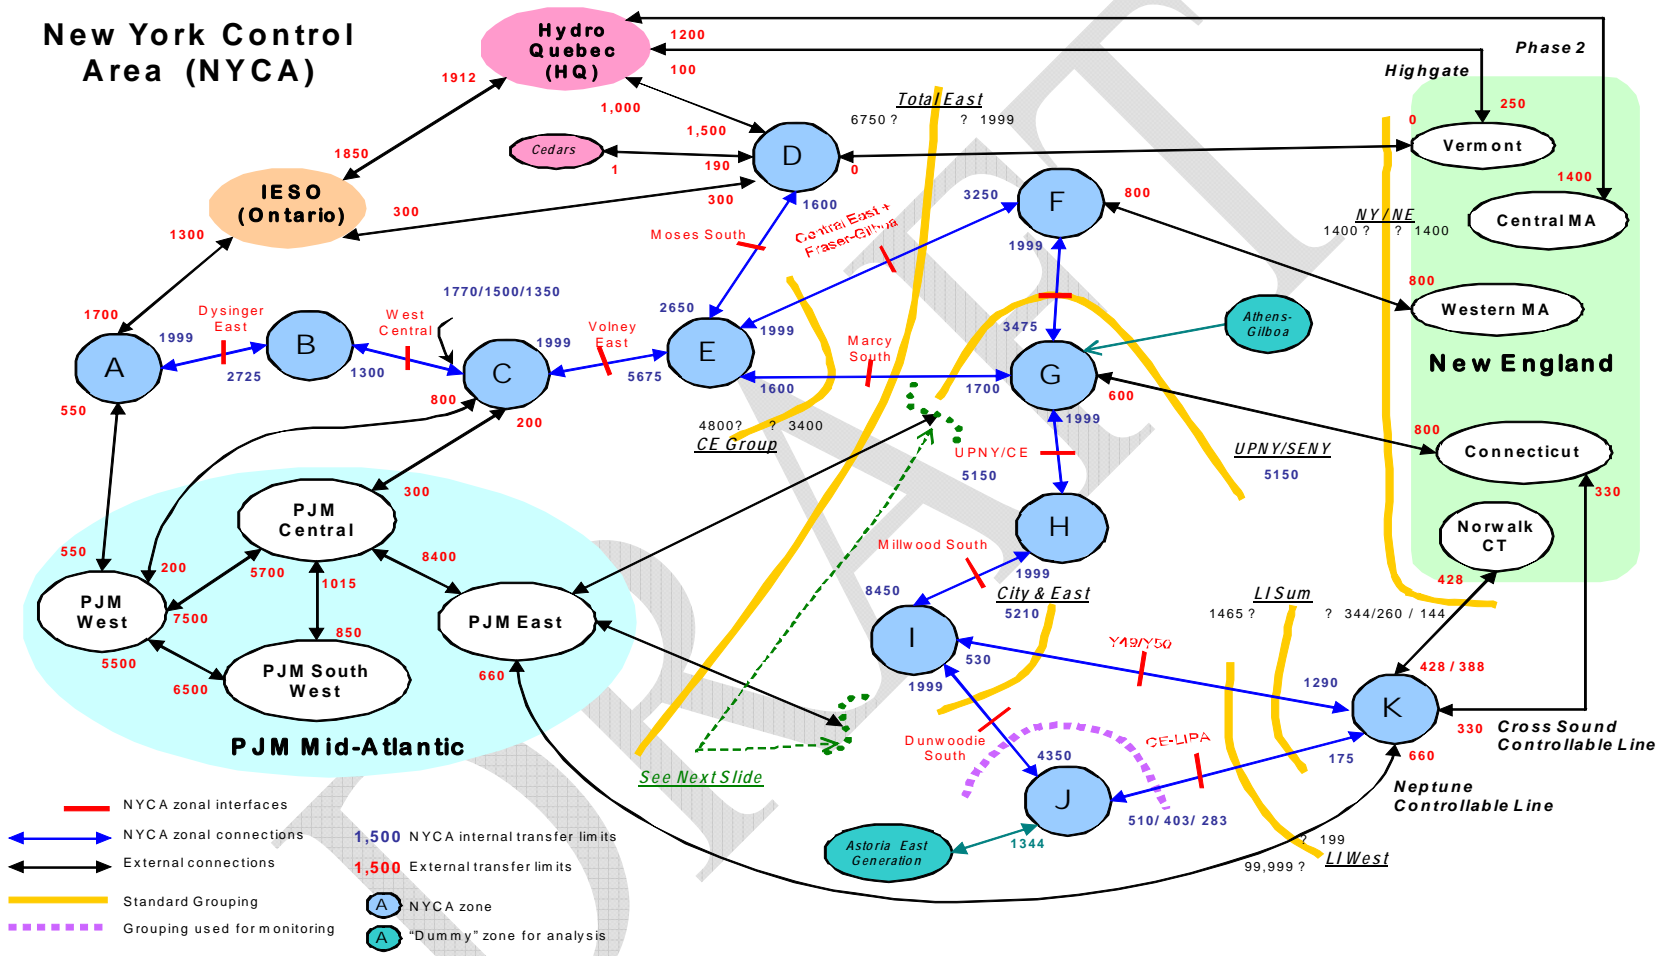 New York Control
Area (NYCA)
Hydro
Quebec
(HQ)
1200
100
1912
1,000
1,500
Phase 2
Highgate
250
0
Vermont
1400
Central MA
NY/NE
1400 ? ? 1400
800
Western MA
New England
800
Connecticut
330
Norwalk
CT
428
Total East
6750 ? ? 1999
Cedars
1
190
D
0
300
1600
1850
IESO
(Ontario)
300
1300
1700
Moses South
Central East +
Fraser-Gilboa
3250
F
800
1999
1770/1500/1350
Dysinger
East
1999
A
550
B
2725
1300
West
Central
C
1999
800
200
Volney
East
5675
2650
E
1999
1600
Marcy
South
3475
G
1700
600
1999
Athens-
Gilboa
4800? ? 3400
CE Group
UPNY/CE
5150
UPNY/SENY
5150
H
Millwood South
1999
8450
City & East
5210
I
530
1999
LI Sum
1465 ? ? 344/260 / 144
Y49/Y50
1290
428 / 388
K
330
660
Cross Sound
Controllable Line
Neptune
Controllable Line
175
CE-LIPA
Dunwoodie
South
4350
J
510/ 403/ 283
1344
Astoria East
Generation
? 199
99,999 ?
LI West
PJM
Central
300
8400
5700
1015
550
200
PJM
West
7500
5500
6500
850
PJM South
West
PJM East
660
PJM Mid-Atlantic
See Next Slide
NYCA zonal interfaces
NYCA zonal connections
1,500 NYCA internal transfer limits
External connections
1,500 External transfer limits
Standard Grouping
A NYCA zone
Grouping used for monitoring
A "Dummy" zone for analysis
DRAFT